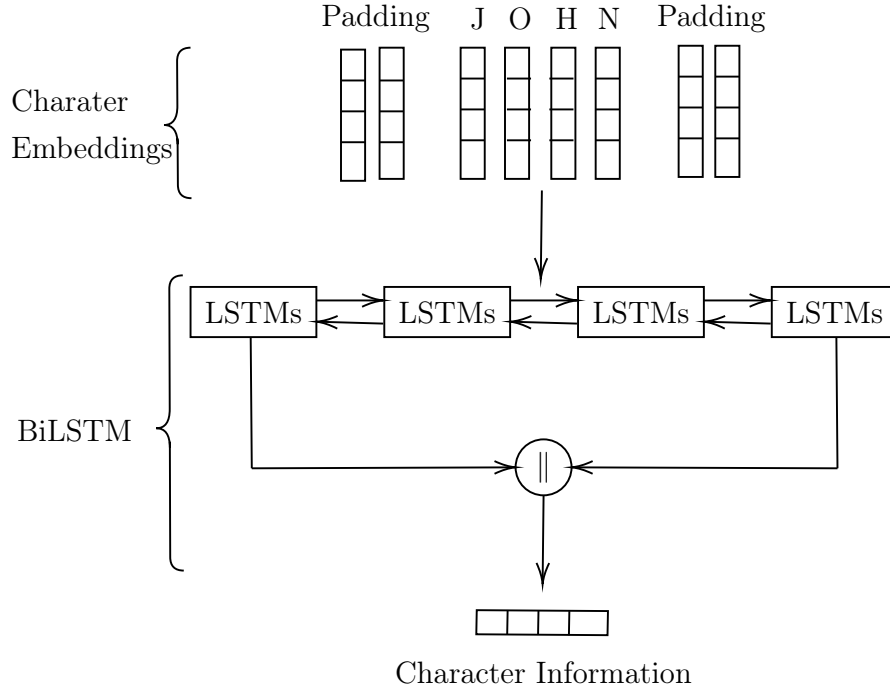 Padding J O H N Padding
Charater
Embeddings
LSTMs LSTMs LSTMs LSTMs
BiLSTM
||
Character Information